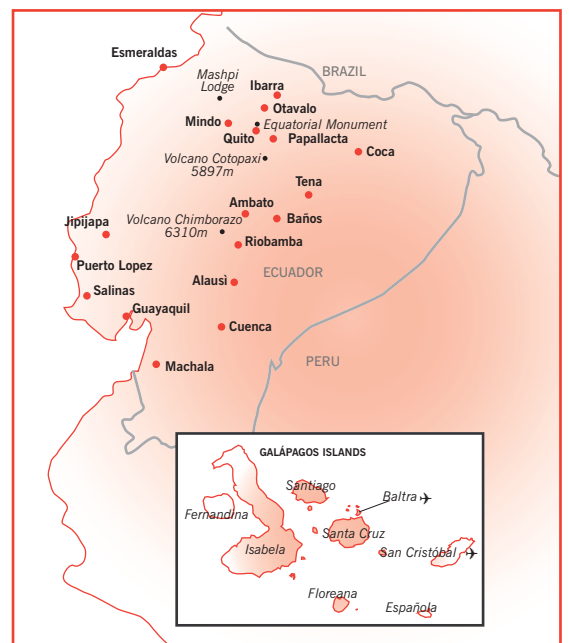 Esmeraldas
BRAZIL
Mashpi
Lodge
Ibarra
Otavalo
Mindo
Equatorial Monument
Quito
Papallacta
Coca
Volcano Cotopaxi
5897m
Tena
Ambato
Jipijapa
Volcano Chimborazo
6310m
Baños
Riobamba
Puerto Lopez
ECUADOR
Alausì
Salinas
Guayaquil
Cuenca
PERU
Machala
GALÁPAGOS ISLANDS
Santiago
Baltra
Fernandina
Santa Cruz
Isabela
San Cristóbal
Floreana
Española